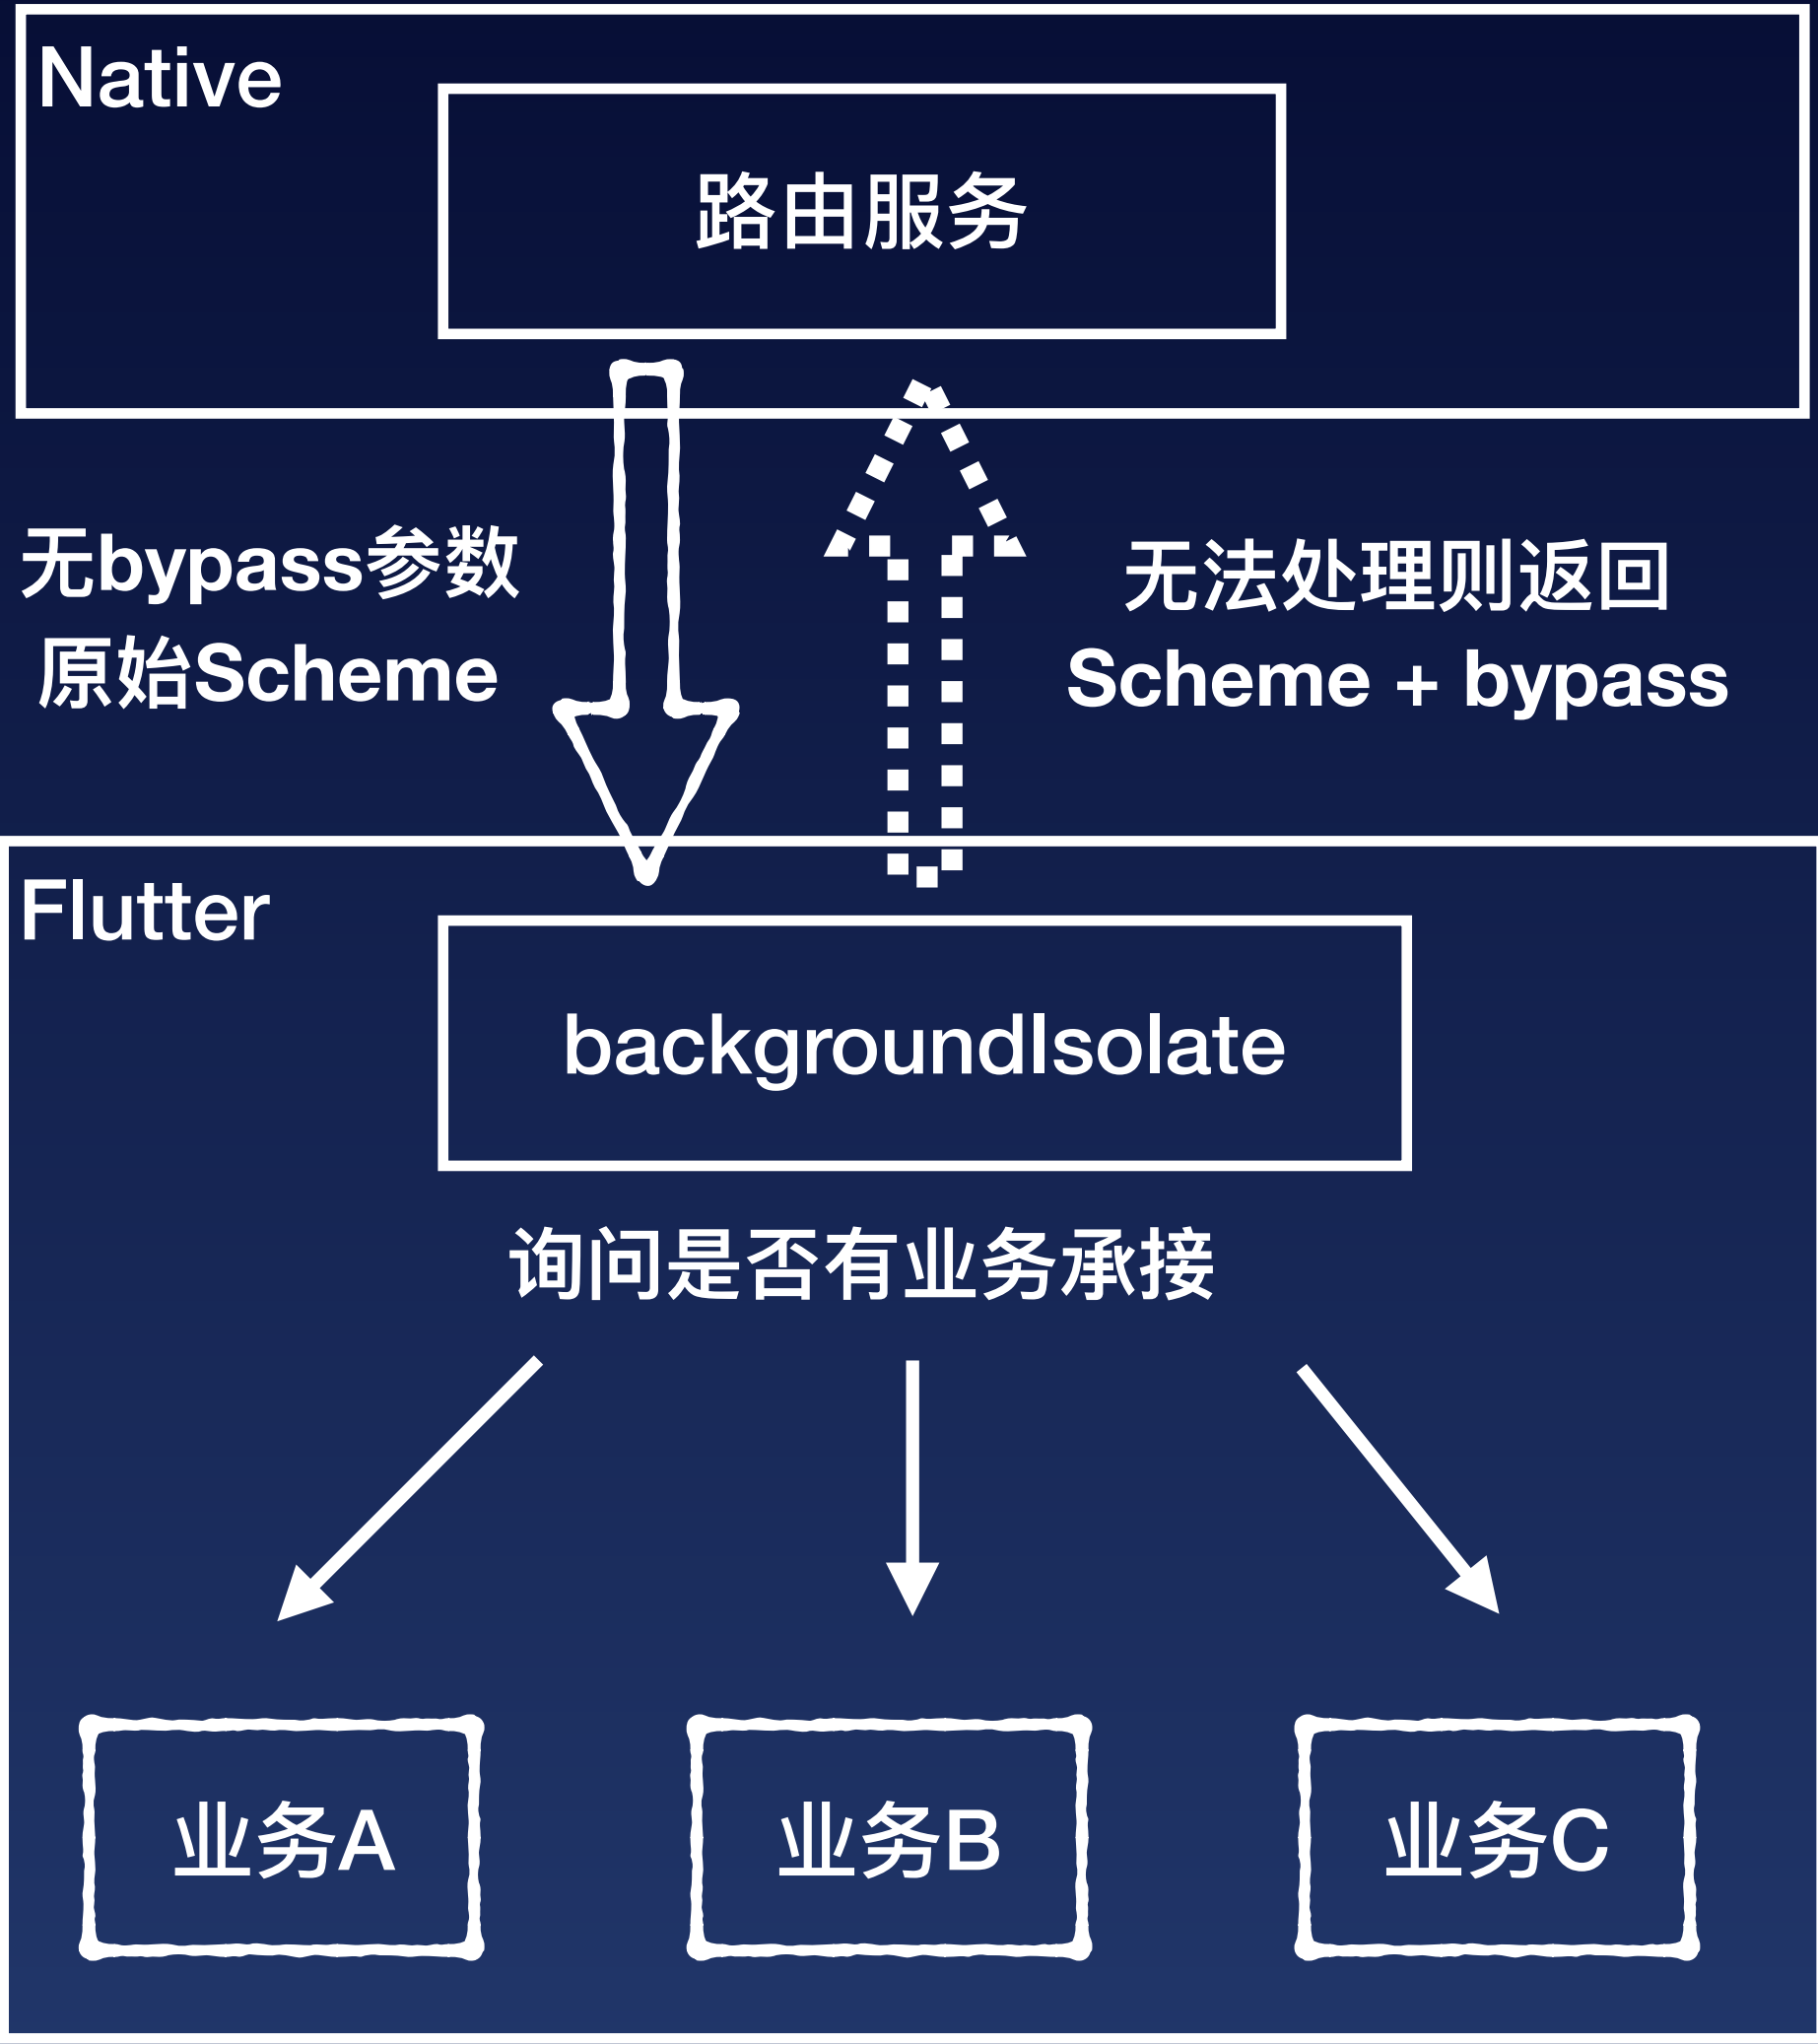 Native
路由服务
无bypass参数
原始Scheme
无法处理则返回
Scheme + bypass
Flutter
backgroundIsolate
询问是否有业务承接
业务A
业务B
业务C